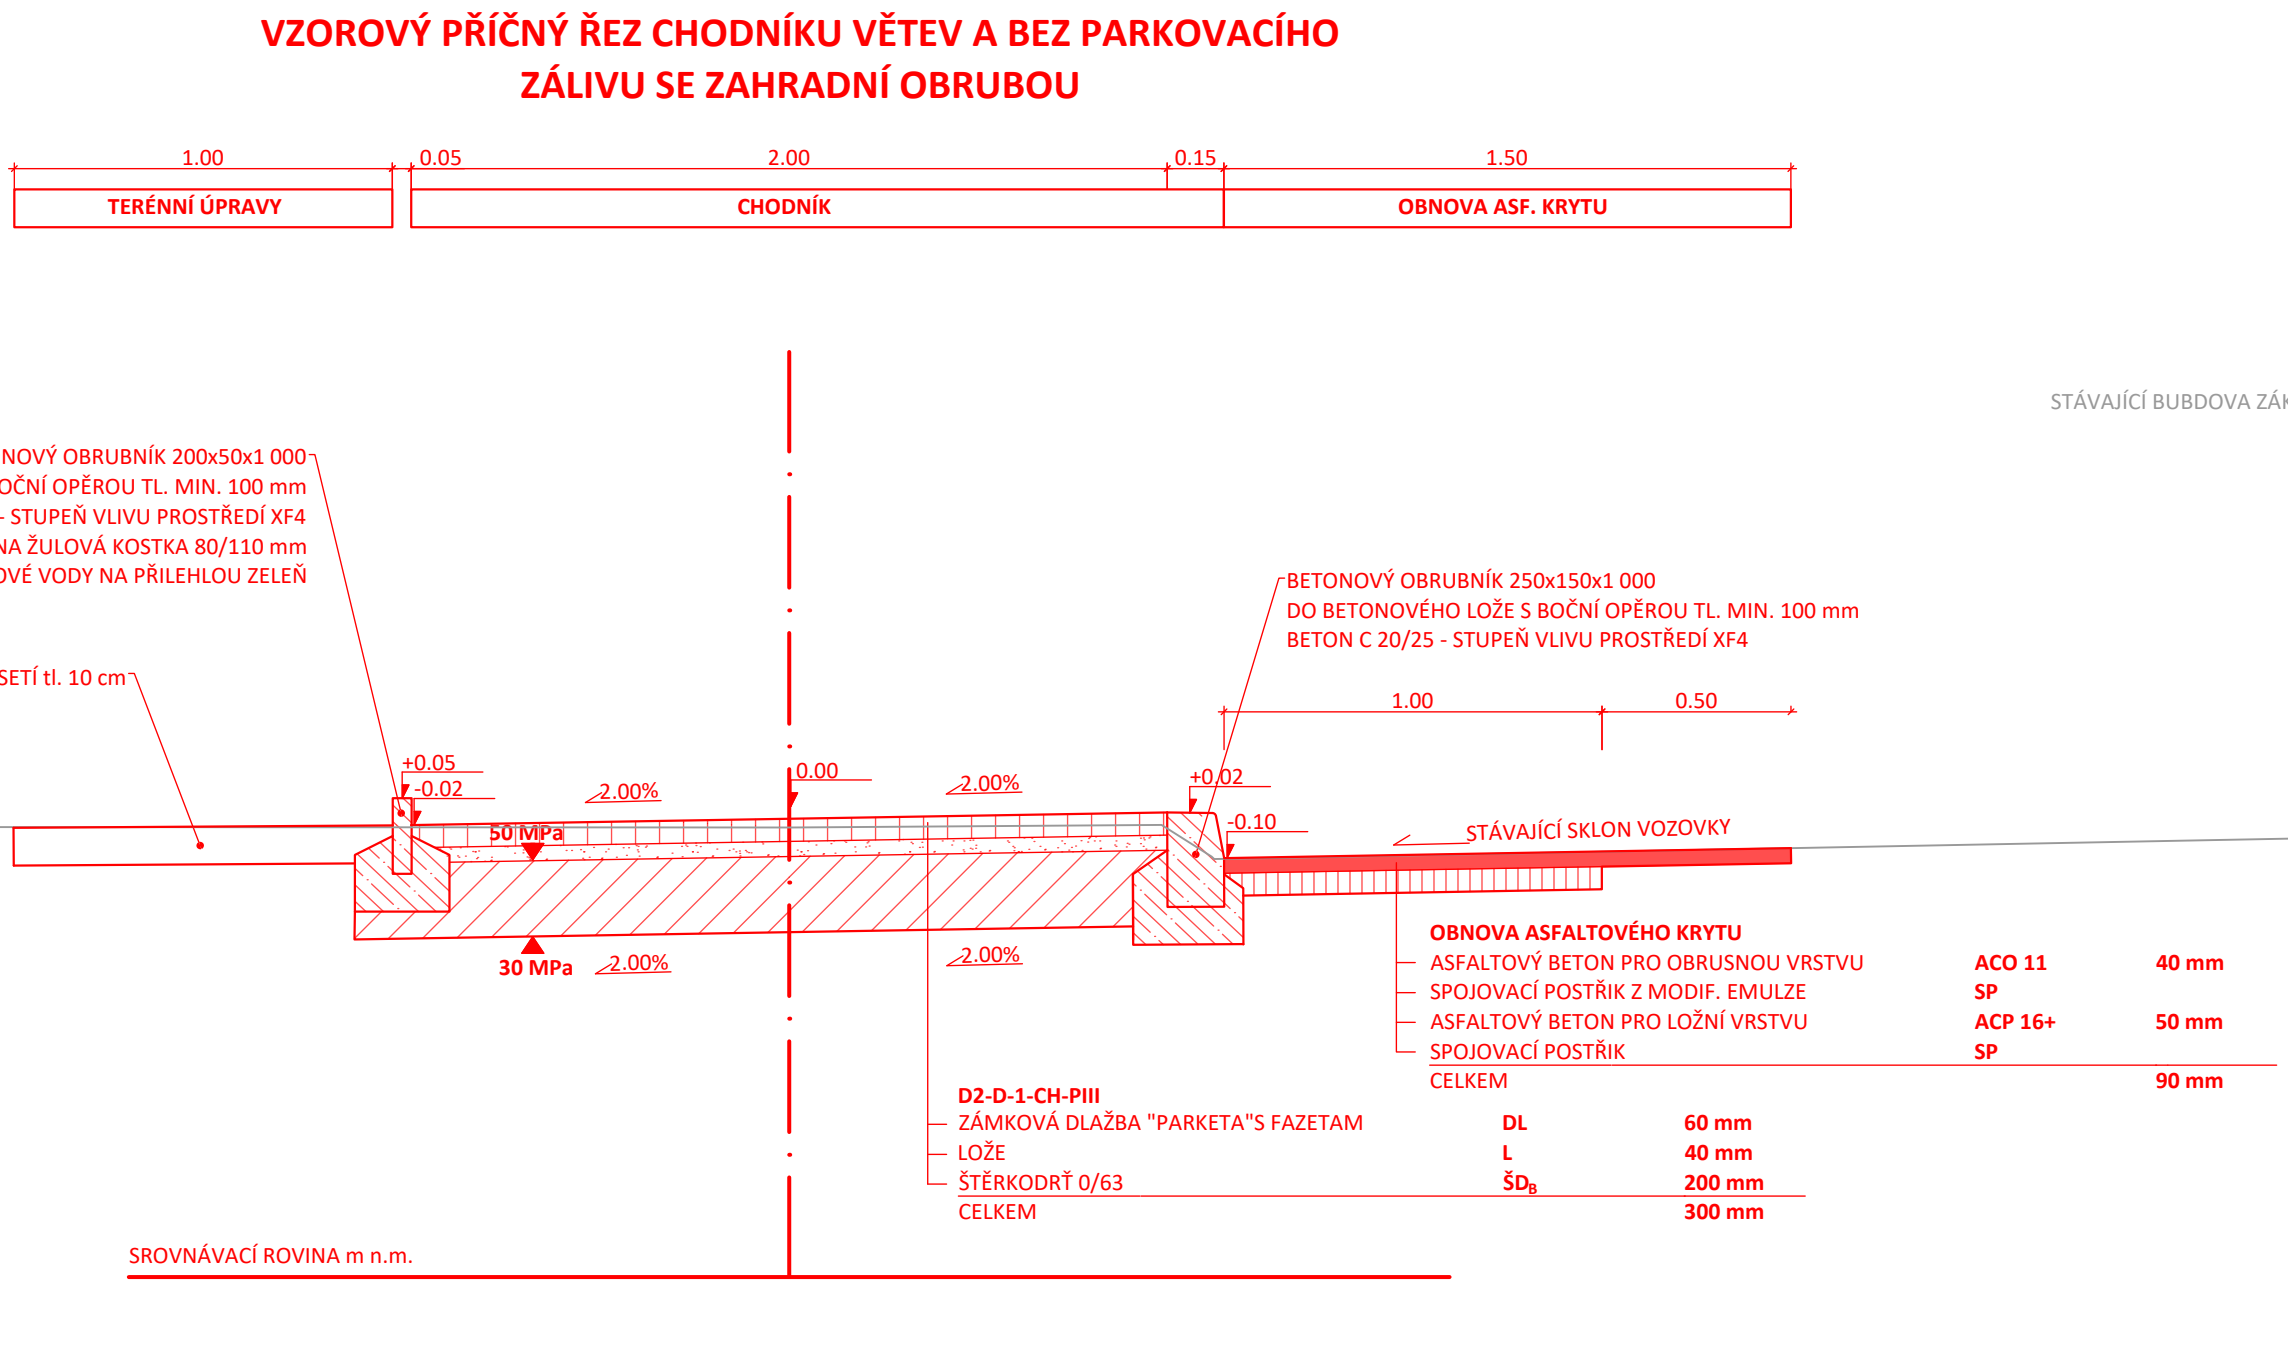 VZOROVÝ PŘÍČNÝ ŘEZ CHODNÍKU VĚTEV A BEZ PARKOVACÍHO
ZÁLIVU SE ZAHRADNÍ OBRUBOU
1.00 0.05 2.00 0.15 1.50
TERÉNNÍ ÚPRAVY CHODNÍK OBNOVA ASF. KRYTU
STÁVAJÍCÍ BUBDOVA
NOVÝ OBRUBNÍK 200x50x1 000
OČNÍ OPĚROU TL. MIN. 100 mm
- STUPEŇ VLIVU PROSTŘEDÍ XF4
NA ŽULOVÁ KOSTKA 80/110 mm
OVÉ VODY NA PŘILEHLOU ZELEŇ
BETONOVÝ OBRUBNÍK 250x150x1 000
DO BETONOVÉHO LOŽE S BOČNÍ OPĚROU TL. MIN. 100 mm
BETON C 20/25 - STUPEŇ VLIVU PROSTŘEDÍ XF4
SETÍ tl. 10 cm
1.00 0.50
+0.05
-0.02
2.00%
0.00
2.00%
+0.02
-0.10
STÁVAJÍCÍ SKLON VOZOVKY
50 MPa
30 MPa
2.00%
2.00%
OBNOVA ASFALTOVÉHO KRYTU
ASFALTOVÝ BETON PRO OBRUSNOU VRSTVU ACO 11 40 mm
SPOJOVACÍ POSTŘIK Z MODIF. EMULZE SP
ASFALTOVÝ BETON PRO LOŽNÍ VRSTVU ACP 16+ 50 mm
SPOJOVACÍ POSTŘIK SP
CELKEM 90 mm
D2-D-1-CH-PIII
ZÁMKOVÁ DLAŽBA "PARKETA"S FAZETAM DL 60 mm
LOŽE L 40 mm
ŠTĚRKODRŤ 0/63 ŠDB 200 mm
CELKEM 300 mm
SROVNÁVACÍ ROVINA m n.m.